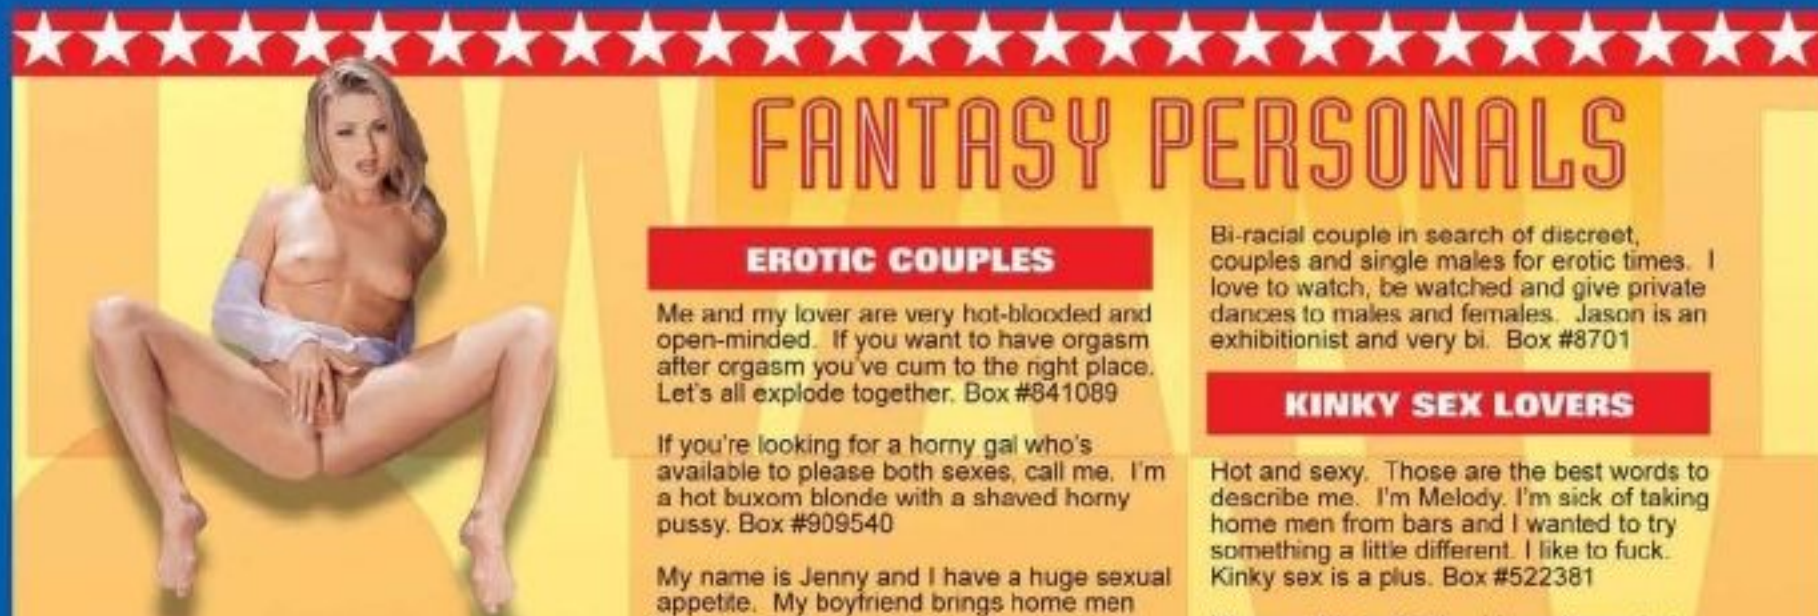 FANTASY PERSONALS
EROTIC COUPLES
Me and my lover are very hot-blooded and
open-minded. If you want to have orgasm
after orgasm you've cum to the right place.
Let's all explode together. Box #841089
If you're looking for a horny gal who's
available to please both sexes, call me. I'm
a hot buxom blonde with a shaved horny
pussy. Box #909540
My name is Jenny and I have a huge sexual
appetite. My boyfriend brings home men
Bi-racial couple in search of discreet,
couples and single males for erotic times. I
love to watch, be watched and give private
dances to males and females. Jason is an
exhibitionist and very bi. Box #8701
KINKY SEX LOVERS
Hot and sexy. Those are the best words to
describe me. I'm Melody. I'm sick of taking
home men from bars and I wanted to try
something a little different. I like to fuck.
Kinky sex is a plus. Box #522381